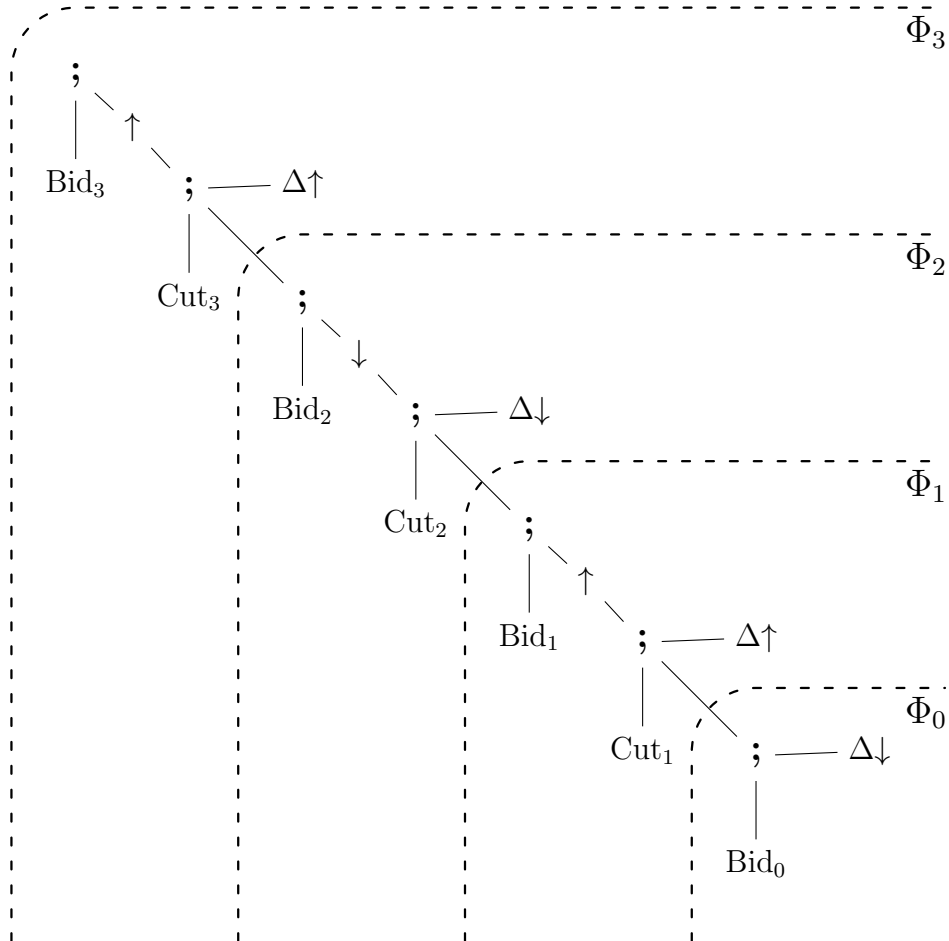 Φ₃
;
↑
Bid₃
; Δ↑
Φ₂
Cut₃
;
↓
Bid₂
; Δ↓
Φ₁
Cut₂
;
↑
Bid₁
; Δ↑
Φ₀
Cut₁
; Δ↓
Bid₀